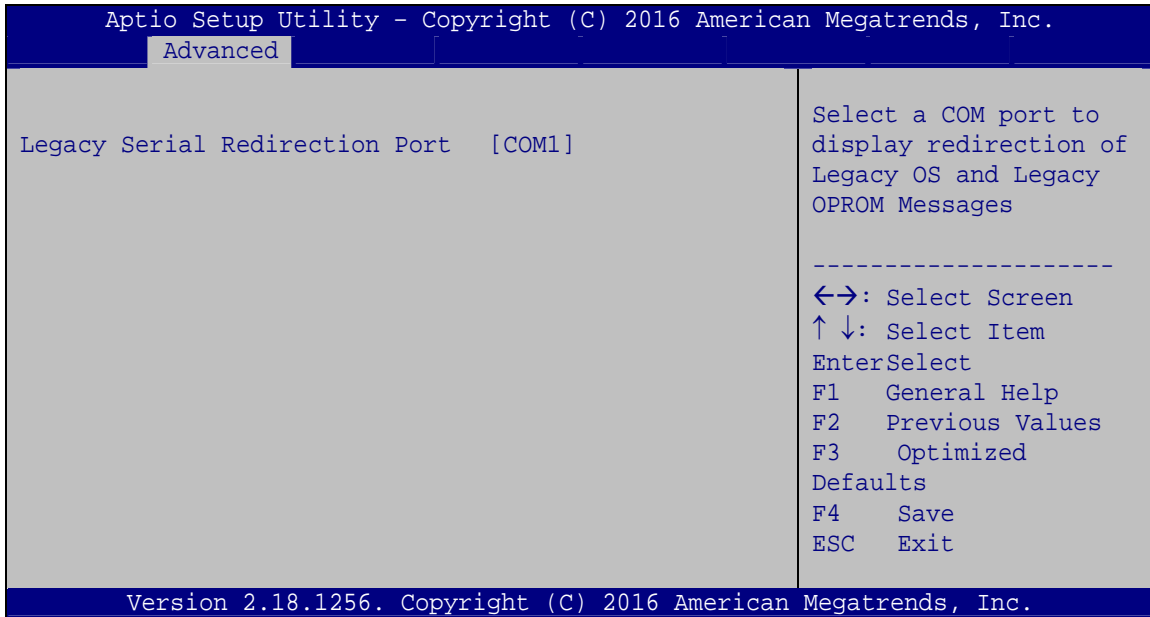 Aptio Setup Utility – Copyright (C) 2016 American Megatrends, Inc.
Advanced
Legacy Serial Redirection Port [COM1]
Select a COM port to
display redirection of
Legacy OS and Legacy
OPROM Messages
---------------------
←→: Select Screen
↑ ↓: Select Item
EnterSelect
F1 General Help
F2 Previous Values
F3 Optimized
Defaults
F4 Save
ESC Exit
Version 2.18.1256. Copyright (C) 2016 American Megatrends, Inc.